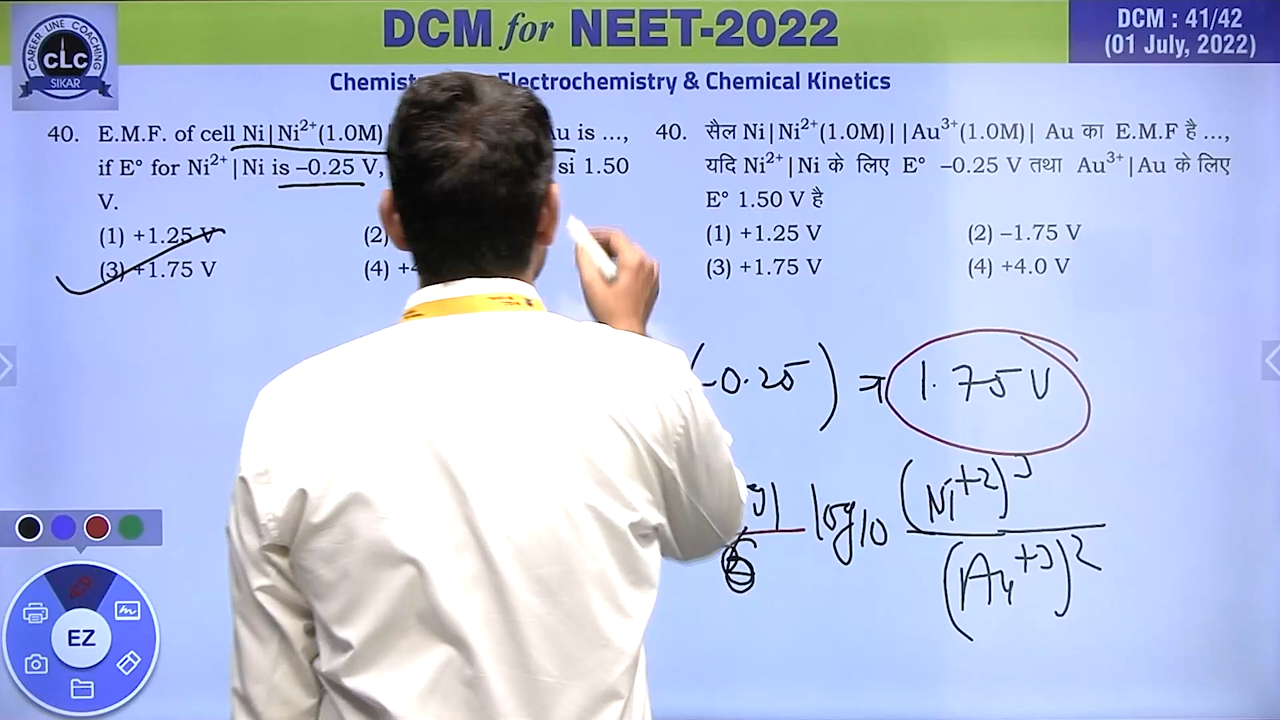 CAREER LINE COACHING
CLC
SIKAR
DCM for NEET-2022
DCM : 41/42
(01 July, 2022)
Electrochemistry & Chemical Kinetics
40. E.M.F. of cell Ni|Ni²⁺(1.0M) Au is ...,
if E° for Ni²⁺|Ni is –0.25 V, si 1.50
V.
(1) +1.25 V (2)
(3) +1.75 V (4)
40. सैल Ni|Ni²⁺(1.0M)||Au³⁺(1.0M)| Au का E.M.F है ...,
यदि Ni²⁺|Ni के लिए E° –0.25 V तथा Au³⁺|Au के लिए
E° 1.50 V है
(1) +1.25 V (2) –1.75 V
(3) +1.75 V (4) +4.0 V
(-0.25) = 1.75 V
6 log10 (Ni+2)3
(Au+3)2
EZ